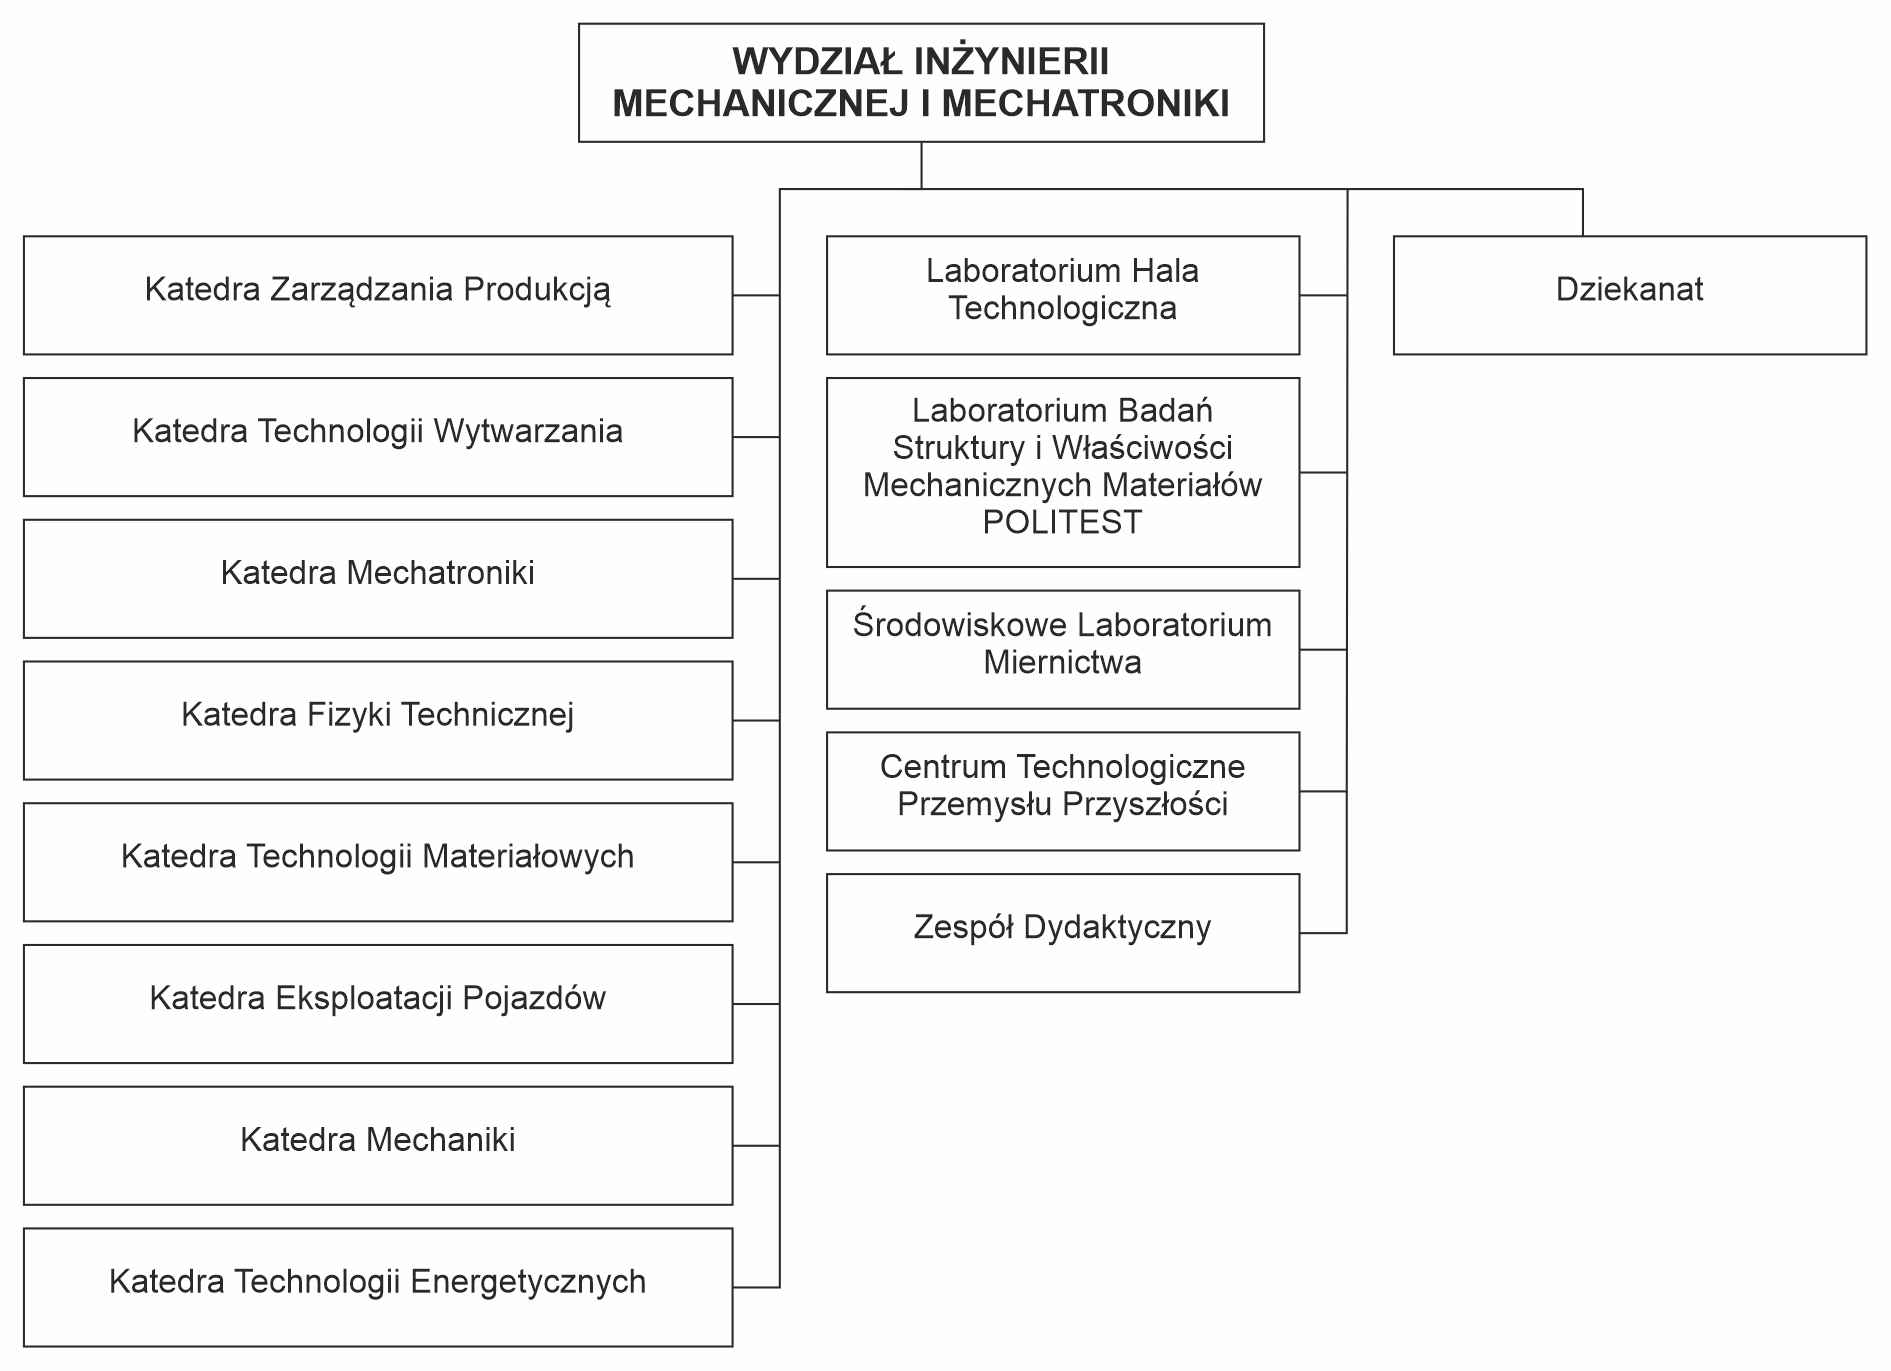 WYDZIAŁ INŻYNIERII
MECHANICZNEJ I MECHATRONIKI
Katedra Zarządzania Produkcją
Katedra Technologii Wytwarzania
Katedra Mechatroniki
Katedra Fizyki Technicznej
Katedra Technologii Materiałowych
Katedra Eksploatacji Pojazdów
Katedra Mechaniki
Katedra Technologii Energetycznych
Laboratorium Hala
Technologiczna
Laboratorium Badań
Struktury i Właściwości
Mechanicznych Materiałów
POLITEST
Środowiskowe Laboratorium
Miernictwa
Centrum Technologiczne
Przemysłu Przyszłości
Zespół Dydaktyczny
Dziekanat